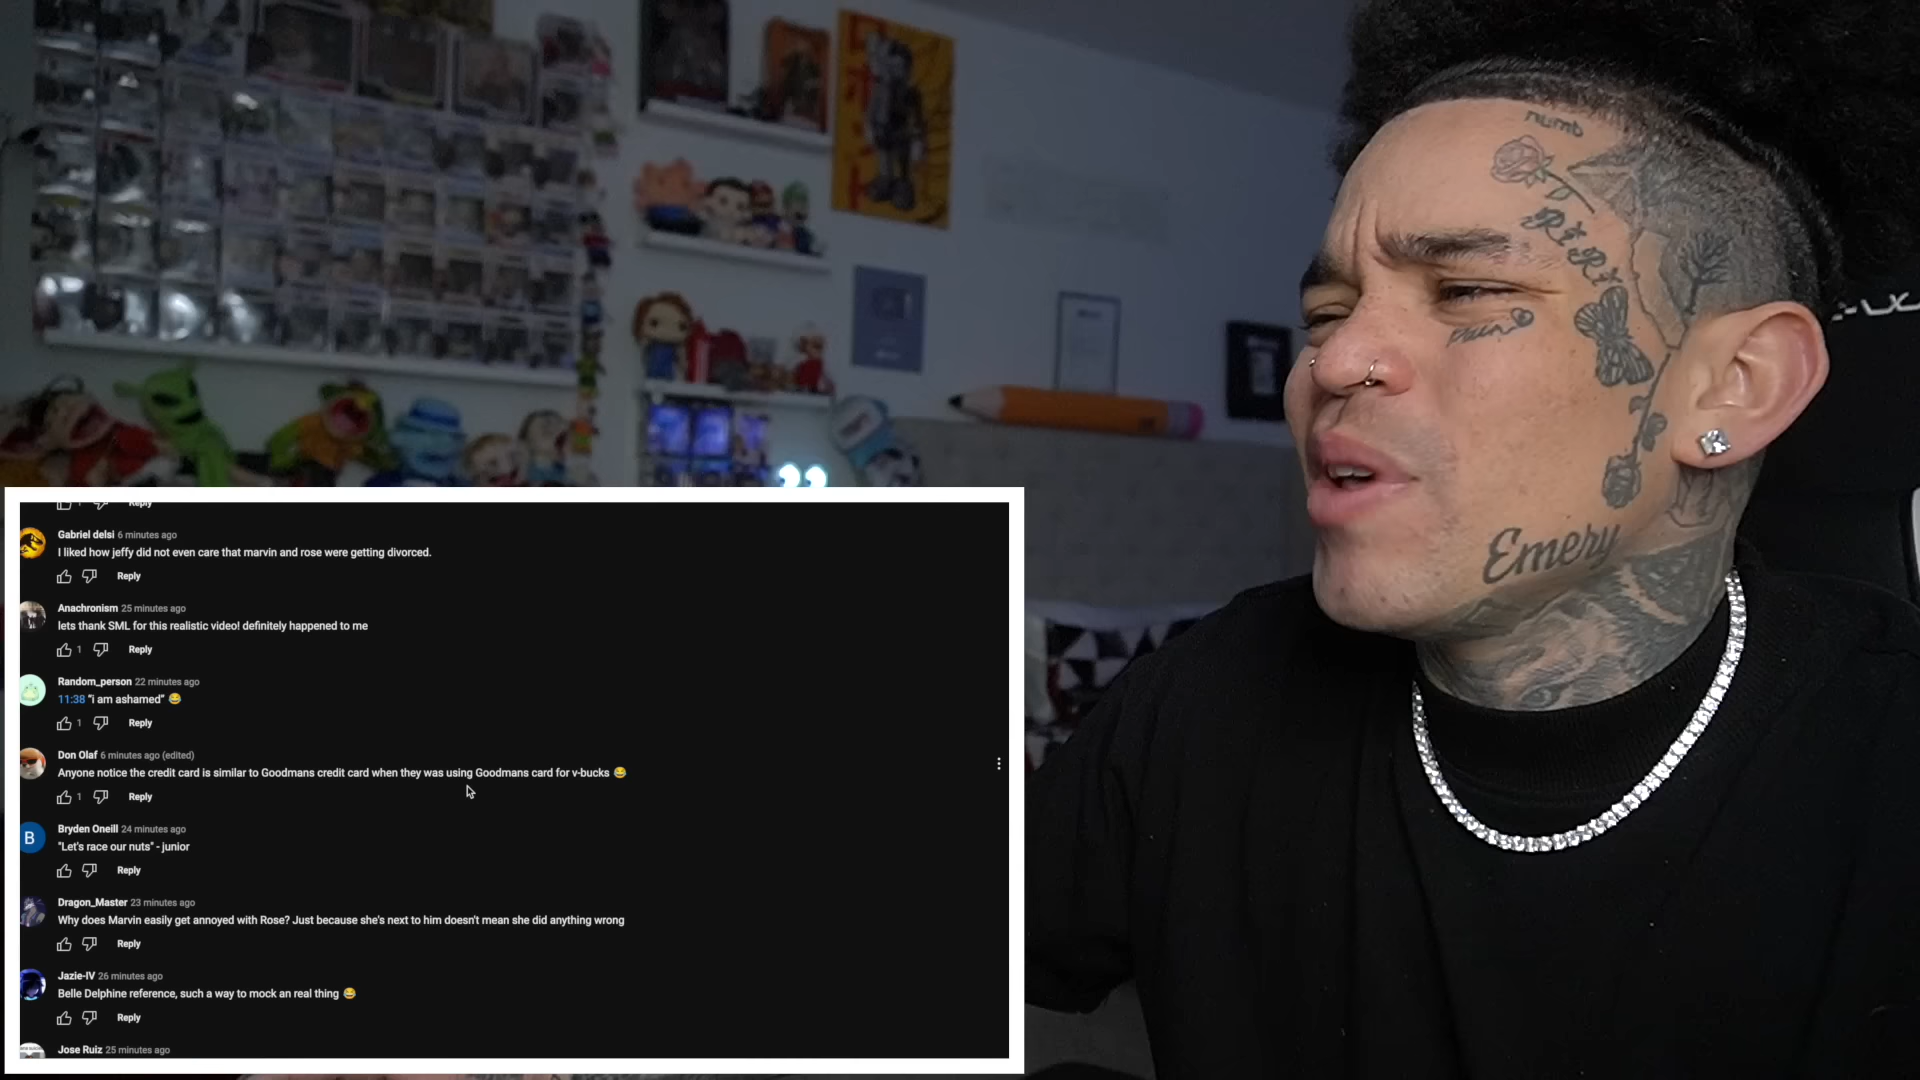 numb
RiRi
Emery
Reply
Gabriel delsi 6 minutes ago
I liked how jeffy did not even care that marvin and rose were getting divorced.
Reply
Anachronism 25 minutes ago
lets thank SML for this realistic video! definitely happened to me
1 Reply
Random_person 22 minutes ago
11:38 "i am ashamed" 😂
1 Reply
Don Olaf 6 minutes ago (edited)
Anyone notice the credit card is similar to Goodmans credit card when they was using Goodmans card for v-bucks 😂
1 Reply
B
Bryden Oneill 24 minutes ago
"Let's race our nuts" - junior
Reply
Dragon_Master 23 minutes ago
Why does Marvin easily get annoyed with Rose? Just because she's next to him doesn't mean she did anything wrong
Reply
Jazie-IV 26 minutes ago
Belle Delphine reference, such a way to mock an real thing 😂
Reply
Jose Ruiz 25 minutes ago